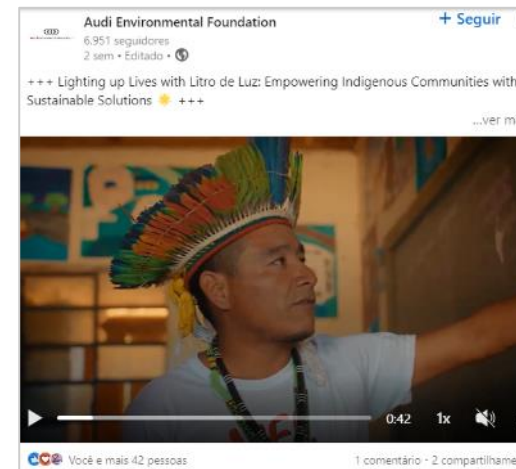 Audi Environmental Foundation
+ Seguir
6.951 seguidores
2 sem • Editado •
+++ Lighting up Lives with Litro de Luz: Empowering Indigenous Communities with
Sustainable Solutions ☀️ +++
...ver m
0:42 1x
Você e mais 42 pessoas
1 comentário · 2 compartilhame